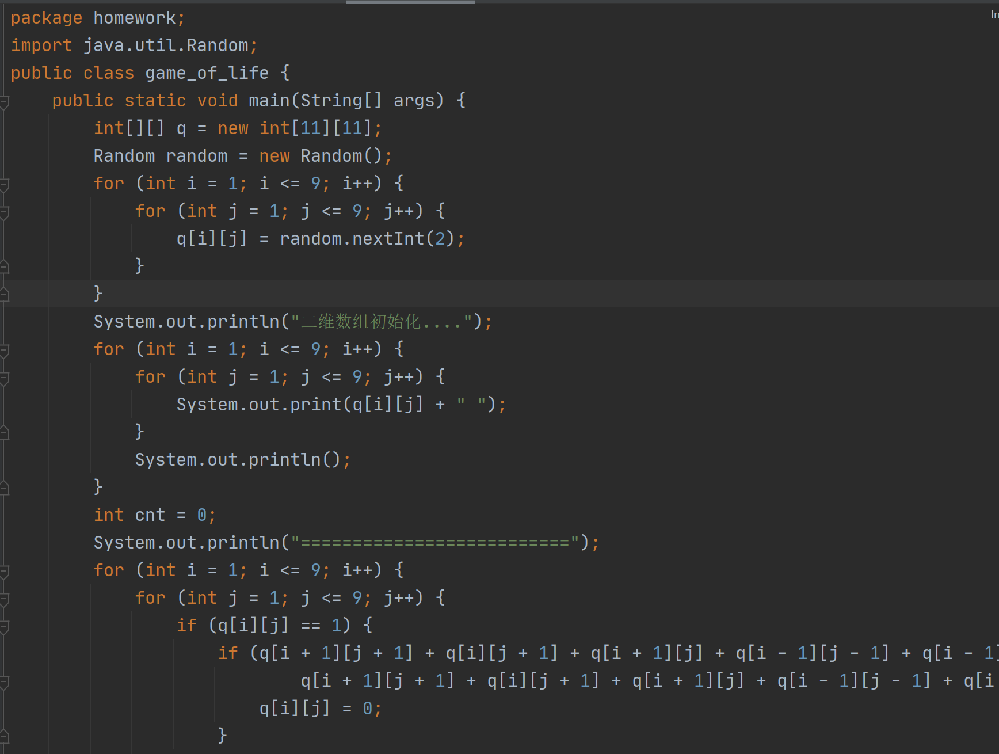 In
package homework;
import java.util.Random;
public class game_of_life {
    public static void main(String[] args) {
        int[][] q = new int[11][11];
        Random random = new Random();
        for (int i = 1; i <= 9; i++) {
            for (int j = 1; j <= 9; j++) {
                q[i][j] = random.nextInt(2);
            }
        }
        System.out.println("二维数组初始化....");
        for (int i = 1; i <= 9; i++) {
            for (int j = 1; j <= 9; j++) {
                System.out.print(q[i][j] + " ");
            }
            System.out.println();
        }
        int cnt = 0;
        System.out.println("==========================");
        for (int i = 1; i <= 9; i++) {
            for (int j = 1; j <= 9; j++) {
                if (q[i][j] == 1) {
                    if (q[i + 1][j + 1] + q[i][j + 1] + q[i + 1][j] + q[i - 1][j - 1] + q[i - 1]
                            q[i + 1][j + 1] + q[i][j + 1] + q[i + 1][j] + q[i - 1][j - 1] + q[i
                        q[i][j] = 0;
                    }